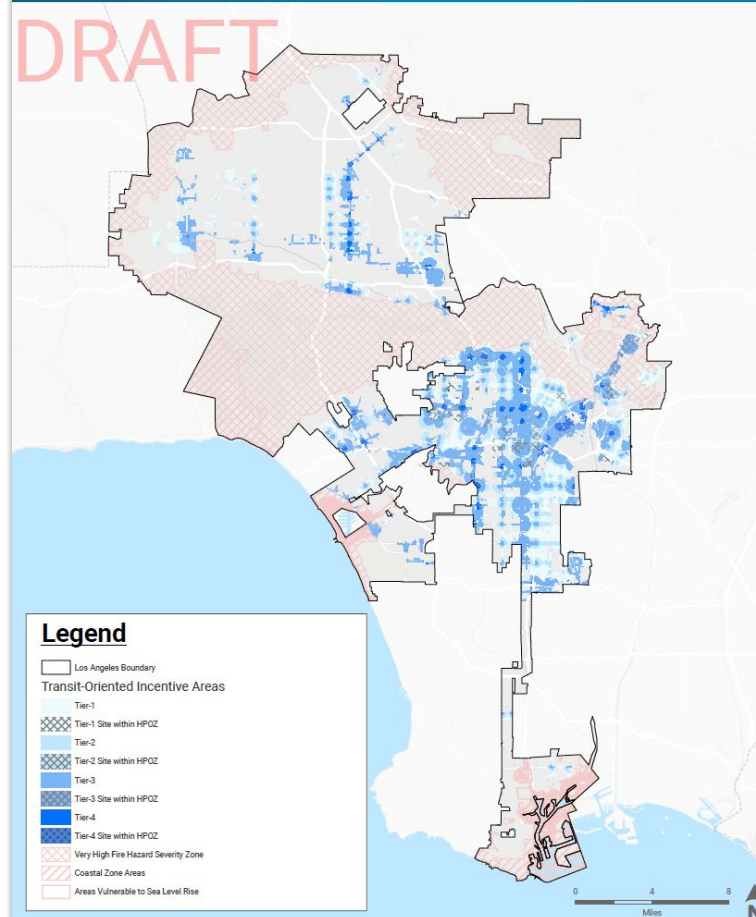 DRAFT
Legend
Los Angeles Boundary
Transit-Oriented Incentive Areas
Tier-1
Tier-1 Site within HPOZ
Tier-2
Tier-2 Site within HPOZ
Tier-3
Tier-3 Site within HPOZ
Tier-4
Tier-4 Site within HPOZ
Very High Fire Hazard Severity Zone
Coastal Zone Areas
Areas Vulnerable to Sea Level Rise
0 4 8
Miles
N